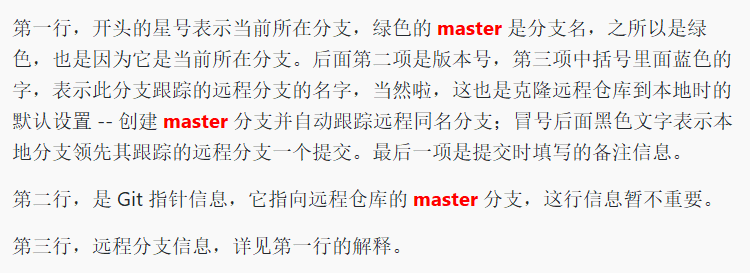 第一行，开头的星号表示当前所在分支，绿色的 master 是分支名，之所以是绿
色，也是因为它是当前所在分支。后面第二项是版本号，第三项中括号里面蓝色的
字，表示此分支跟踪的远程分支的名字，当然啦，这也是克隆远程仓库到本地时的
默认设置 -- 创建 master 分支并自动跟踪远程同名分支；冒号后面黑色文字表示本
地分支领先其跟踪的远程分支一个提交。最后一项是提交时填写的备注信息。
第二行，是 Git 指针信息，它指向远程仓库的 master 分支，这行信息暂不重要。
第三行，远程分支信息，详见第一行的解释。